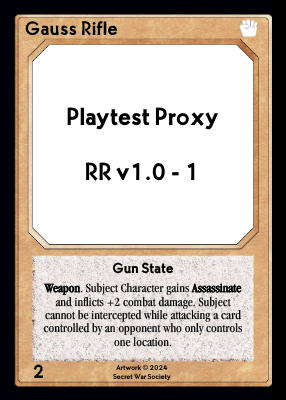 Gauss Rifle
Playtest Proxy
RR v1.0 - 1
Gun State
Weapon. Subject Character gains Assassinate
and inflicts +2 combat damage. Subject
cannot be intercepted while attacking a card
controlled by an opponent who only controls
one location.
2
Artwork © 2024
Secret War Society